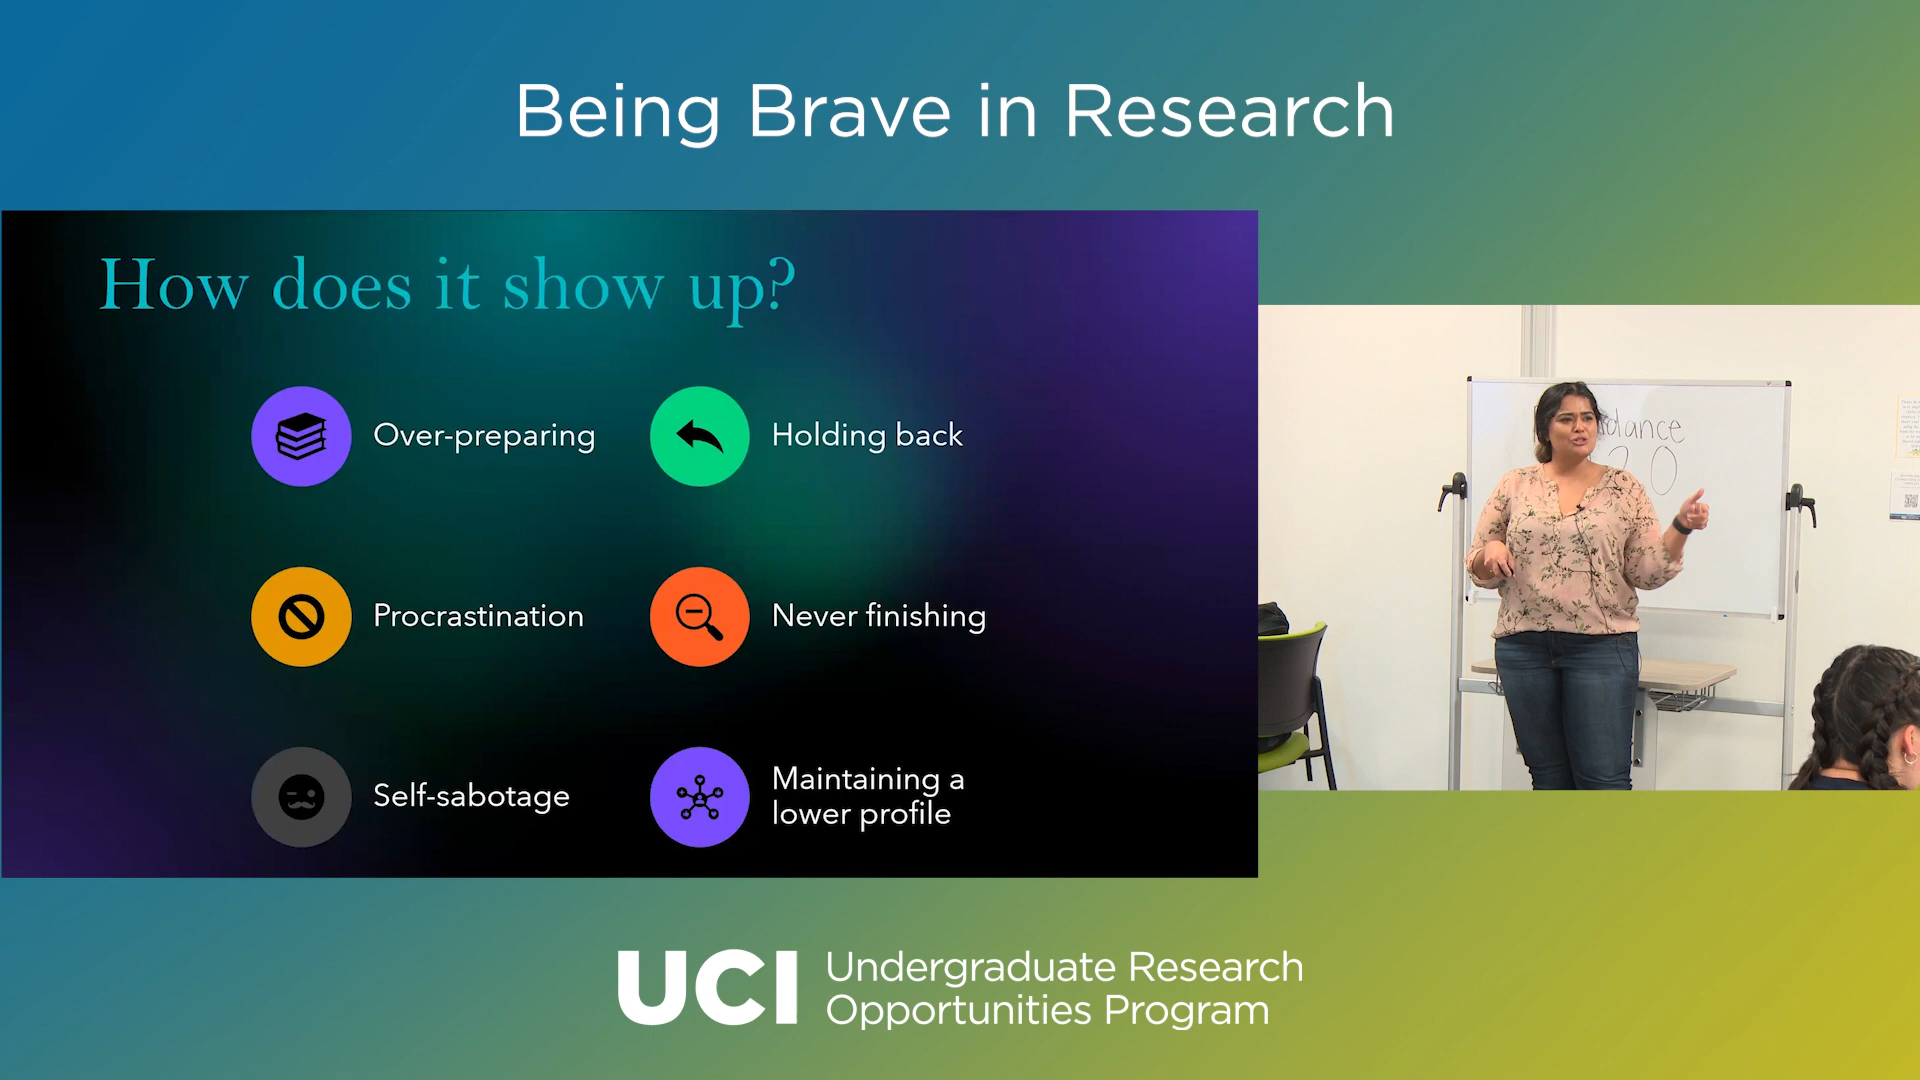 Being Brave in Research
How does it show up?
Over-preparing
Holding back
Procrastination
Never finishing
Self-sabotage
Maintaining a
lower profile
UCI
Undergraduate Research
Opportunities Program